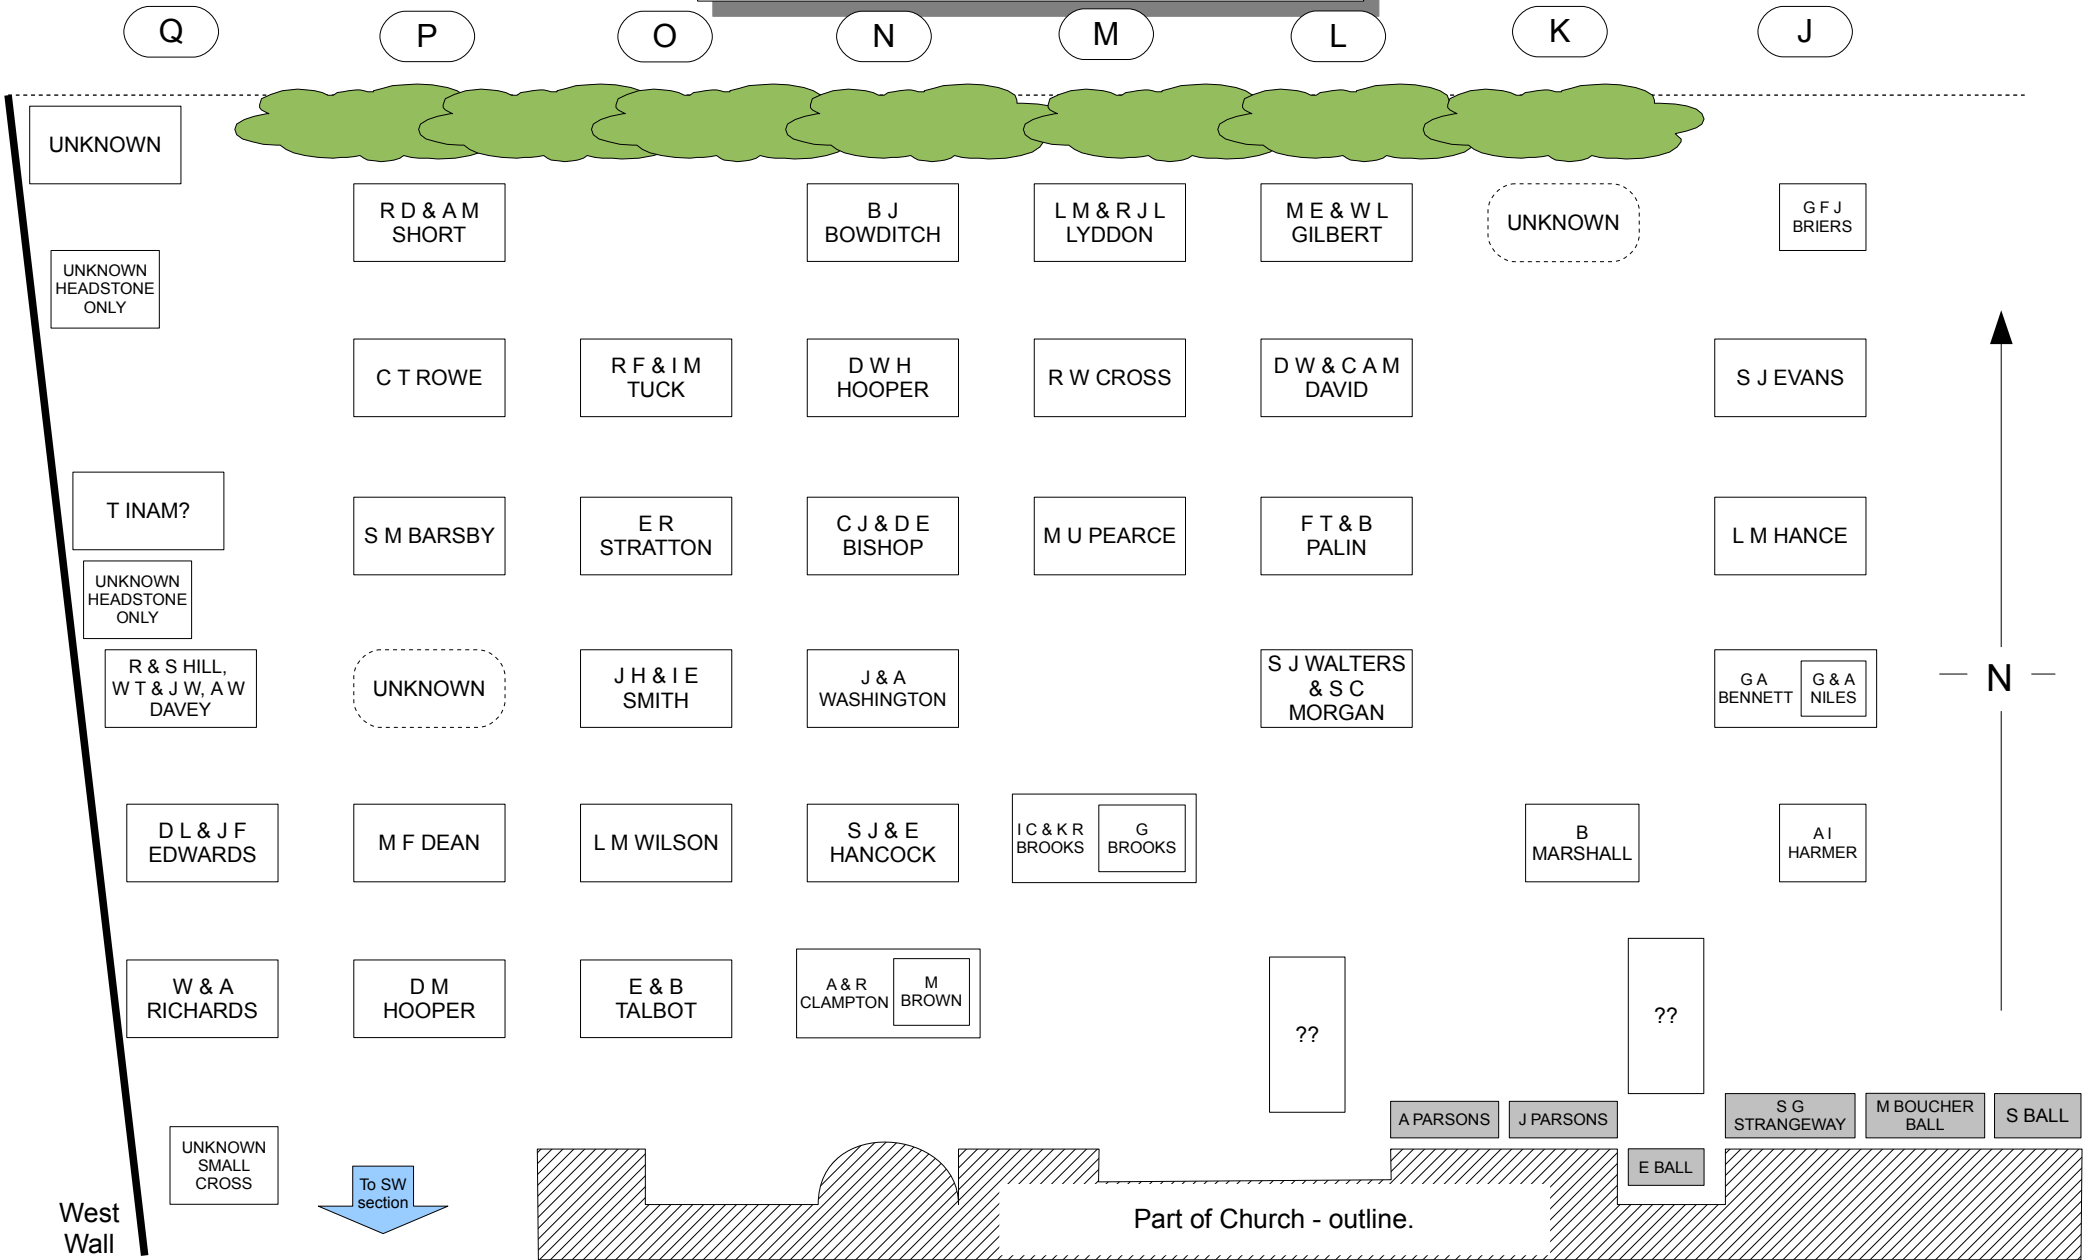 Q
P
O
N
M
L
K
J
UNKNOWN
R D & A M
SHORT
B J
BOWDITCH
L M & R J L
LYDDON
M E & W L
GILBERT
UNKNOWN
G F J
BRIERS
UNKNOWN
HEADSTONE
ONLY
C T ROWE
R F & I M
TUCK
D W H
HOOPER
R W CROSS
D W & C A M
DAVID
S J EVANS
T INAM?
S M BARSBY
E R
STRATTON
C J & D E
BISHOP
M U PEARCE
F T & B
PALIN
L M HANCE
UNKNOWN
HEADSTONE
ONLY
R & S HILL,
W T & J W, A W
DAVEY
UNKNOWN
J H & I E
SMITH
J & A
WASHINGTON
S J WALTERS
& S C
MORGAN
G A
BENNETT
G & A
NILES
N
D L & J F
EDWARDS
M F DEAN
L M WILSON
S J & E
HANCOCK
I C & K R
BROOKS
G
BROOKS
B
MARSHALL
A I
HARMER
W & A
RICHARDS
D M
HOOPER
E & B
TALBOT
A & R
CLAMPTON
M
BROWN
??
??
A PARSONS
J PARSONS
S G
STRANGEWAY
M BOUCHER
BALL
S BALL
UNKNOWN
SMALL
CROSS
To SW
section
E BALL
West
Wall
Part of Church - outline.